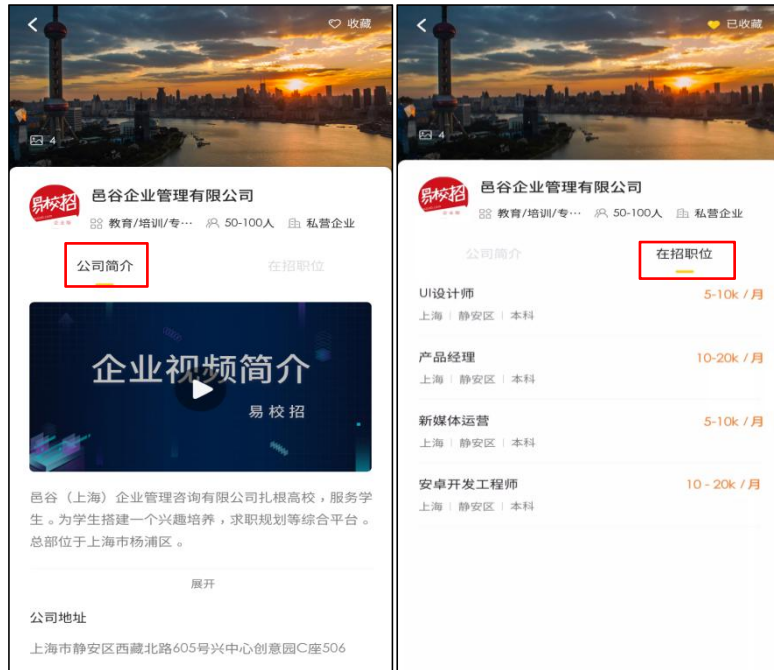 收藏
4
易校招
企业版
邑谷企业管理有限公司
教育/培训/专… 50-100人 私营企业
公司简介 在招职位
企业视频简介
易校招
邑谷（上海）企业管理咨询有限公司扎根高校，服务学
生。为学生搭建一个兴趣培养，求职规划等综合平台。
总部位于上海市杨浦区。
展开
公司地址
上海市静安区西藏北路605号兴中心创意园C座506
已收藏
4
易校招
企业版
邑谷企业管理有限公司
教育/培训/专… 50-100人 私营企业
公司简介 在招职位
UI设计师 5-10k /月
上海 | 静安区 | 本科
产品经理 10-20k /月
上海 | 静安区 | 本科
新媒体运营 5-10k /月
上海 | 静安区 | 本科
安卓开发工程师 10 - 20k /月
上海 | 静安区 | 本科